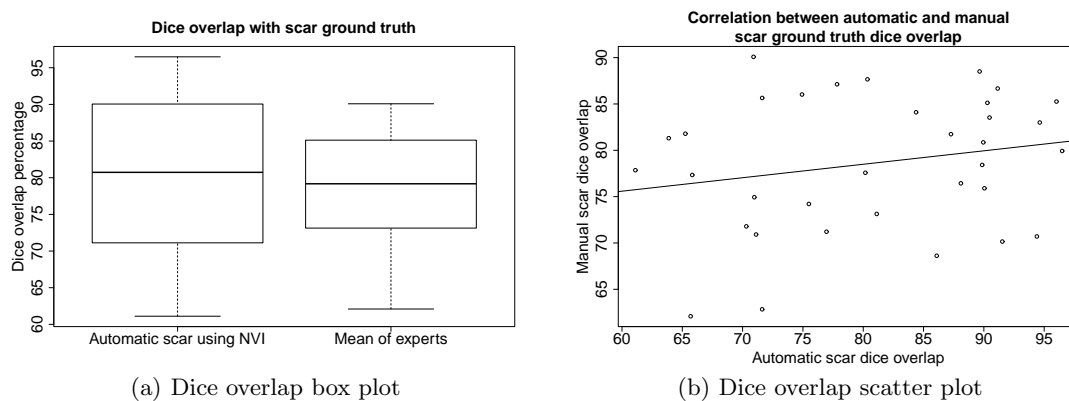 Dice overlap with scar ground truth
Dice overlap percentage
95
90
85
80
75
70
65
60
Automatic scar using NVI
Mean of experts
(a) Dice overlap box plot
Correlation between automatic and manual
scar ground truth dice overlap
Manual scar dice overlap
90
85
80
75
70
65
60 65 70 75 80 85 90 95
Automatic scar dice overlap
(b) Dice overlap scatter plot